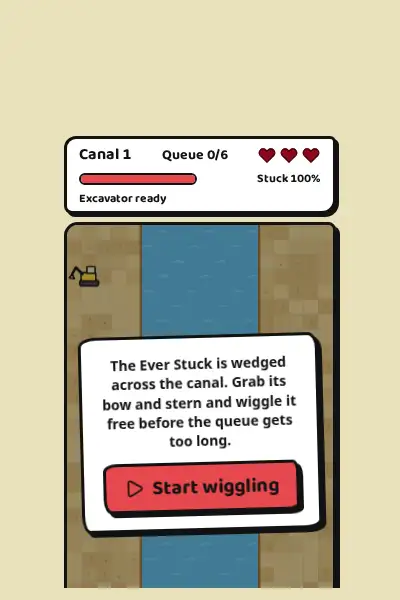 Canal 1 Queue 0/6
Stuck 100%
Excavator ready
The Ever Stuck is wedged
across the canal. Grab its
bow and stern and wiggle it
free before the queue gets
too long.
Start wiggling